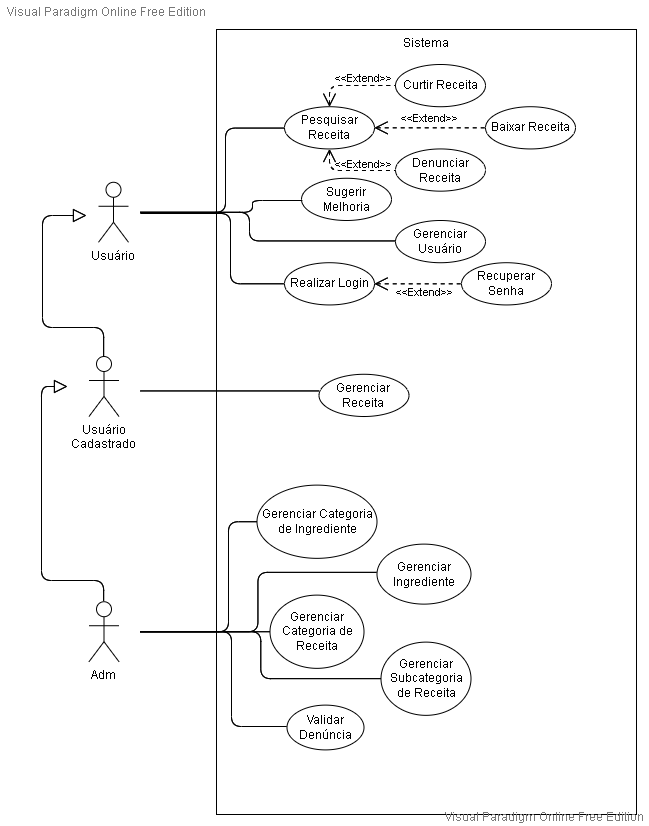 Visual Paradigm Online Free Edition
Sistema
<<Extend>>
Curtir Receita
Pesquisar
Receita
<<Extend>>
Baixar Receita
<<Extend>>
Denunciar
Receita
Sugerir
Melhoria
Usuário
Gerenciar
Usuário
Realizar Login
<<Extend>>
Recuperar
Senha
Usuário
Cadastrado
Gerenciar
Receita
Gerenciar Categoria
de Ingrediente
Gerenciar
Ingrediente
Gerenciar
Categoria de
Receita
Adm
Gerenciar
Subcategoria
de Receita
Validar
Denúncia
Visual Paradigm Online Free Edition